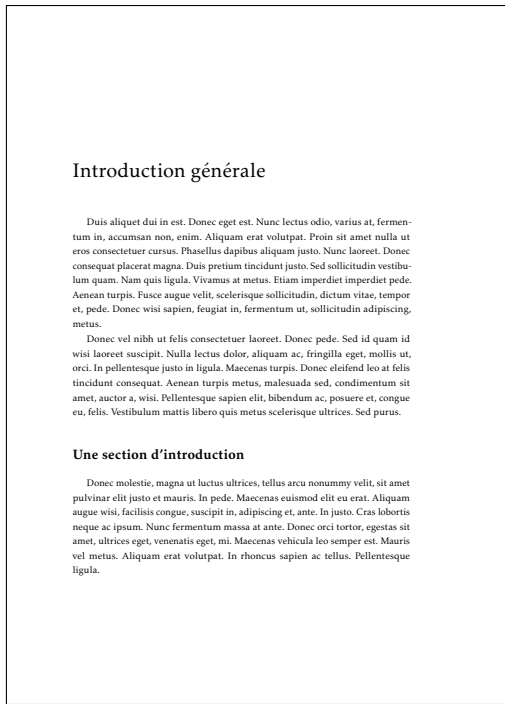 Introduction générale
Duis aliquet dui in est. Donec eget est. Nunc lectus odio, varius at, fermen-
tum in, accumsan non, enim. Aliquam erat volutpat. Proin sit amet nulla ut
eros consectetuer cursus. Phasellus dapibus aliquam justo. Nunc laoreet. Donec
consequat placerat magna. Duis pretium tincidunt justo. Sed sollicitudin vestibu-
lum quam. Nam quis ligula. Vivamus at metus. Etiam imperdiet imperdiet pede.
Aenean turpis. Fusce augue velit, scelerisque sollicitudin, dictum vitae, tempor
et, pede. Donec wisi sapien, feugiat in, fermentum ut, sollicitudin adipiscing,
metus.
Donec vel nibh ut felis consectetuer laoreet. Donec pede. Sed id quam id
wisi laoreet suscipit. Nulla lectus dolor, aliquam ac, fringilla eget, mollis ut,
orci. In pellentesque justo in ligula. Maecenas turpis. Donec eleifend leo at felis
tincidunt consequat. Aenean turpis metus, malesuada sed, condimentum sit
amet, auctor a, wisi. Pellentesque sapien elit, bibendum ac, posuere et, congue
eu, felis. Vestibulum mattis libero quis metus scelerisque ultrices. Sed purus.
Une section d'introduction
Donec molestie, magna ut luctus ultrices, tellus arcu nonummy velit, sit amet
pulvinar elit justo et mauris. In pede. Maecenas euismod elit eu erat. Aliquam
augue wisi, facilisis congue, suscipit in, adipiscing et, ante. In justo. Cras lobortis
neque ac ipsum. Nunc fermentum massa at ante. Donec orci tortor, egestas sit
amet, ultrices eget, venenatis eget, mi. Maecenas vehicula leo semper est. Mauris
vel metus. Aliquam erat volutpat. In rhoncus sapien ac tellus. Pellentesque
ligula.